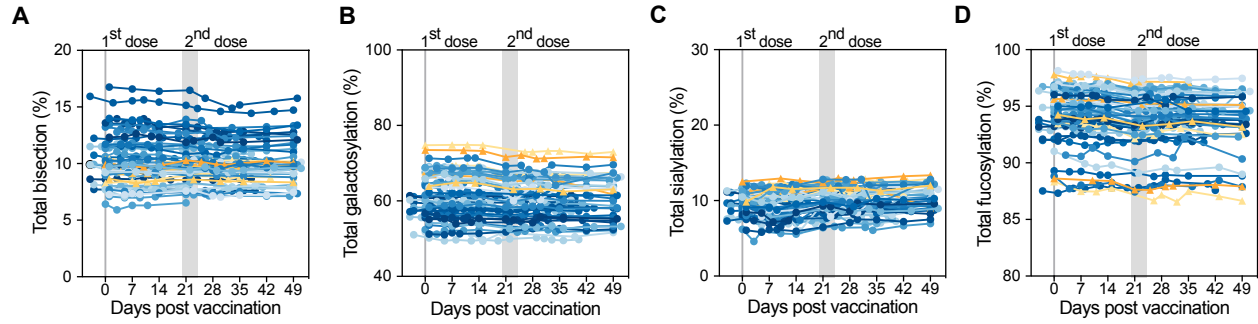 A
1st dose 2nd dose
Total bisection (%)
20
15
10
5
0
0 7 14 21 28 35 42 49
Days post vaccination
B
1st dose 2nd dose
Total galactosylation (%)
100
80
60
40
0 7 14 21 28 35 42 49
Days post vaccination
C
1st dose 2nd dose
Total sialylation (%)
30
20
10
0
0 7 14 21 28 35 42 49
Days post vaccination
D
1st dose 2nd dose
Total fucosylation (%)
100
95
90
85
80
0 7 14 21 28 35 42 49
Days post vaccination